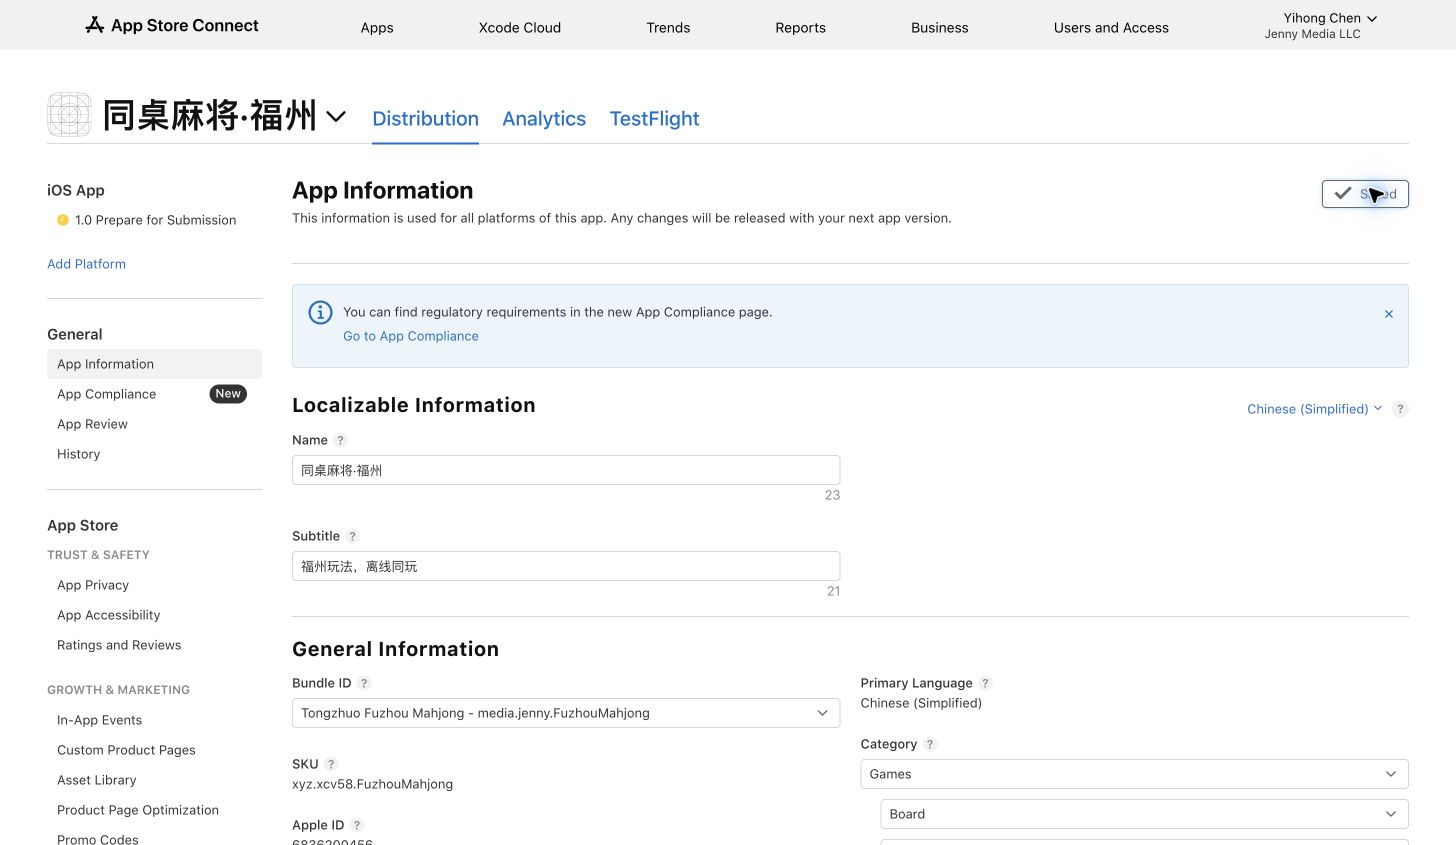 App Store Connect
Apps
Xcode Cloud
Trends
Reports
Business
Users and Access
Yihong Chen
Jenny Media LLC
同桌麻将·福州
Distribution
Analytics
TestFlight
iOS App
1.0 Prepare for Submission
Add Platform
General
App Information
App Compliance
New
App Review
History
App Store
TRUST & SAFETY
App Privacy
App Accessibility
Ratings and Reviews
GROWTH & MARKETING
In-App Events
Custom Product Pages
Asset Library
Product Page Optimization
Promo Codes
App Information
This information is used for all platforms of this app. Any changes will be released with your next app version.
You can find regulatory requirements in the new App Compliance page.
Go to App Compliance
Localizable Information
Chinese (Simplified)
?
Name ?
同桌麻将·福州
23
Subtitle ?
福州玩法，离线同玩
21
General Information
Bundle ID ?
Tongzhuo Fuzhou Mahjong - media.jenny.FuzhouMahjong
SKU ?
xyz.xcv58.FuzhouMahjong
Apple ID ?
Primary Language ?
Chinese (Simplified)
Category ?
Games
Board